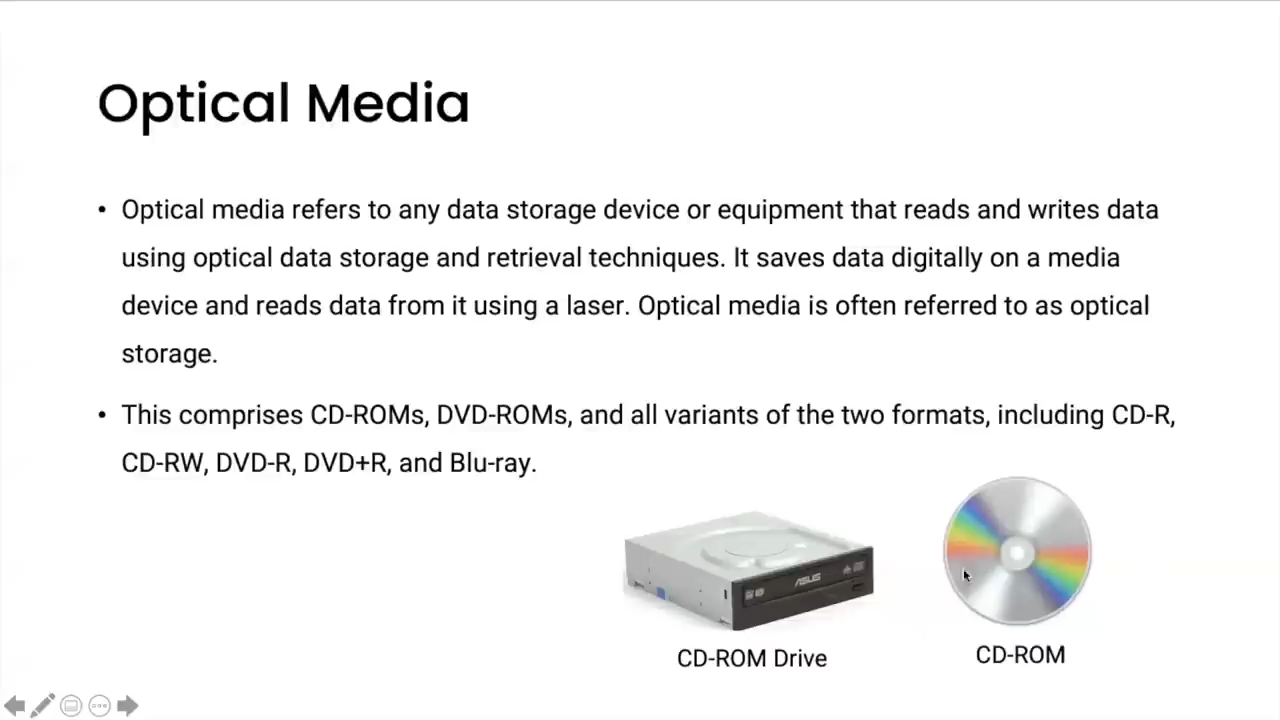 Optical Media
• Optical media refers to any data storage device or equipment that reads and writes data
using optical data storage and retrieval techniques. It saves data digitally on a media
device and reads data from it using a laser. Optical media is often referred to as optical
storage.
• This comprises CD-ROMs, DVD-ROMs, and all variants of the two formats, including CD-R,
CD-RW, DVD-R, DVD+R, and Blu-ray.
ASUS
CD-ROM Drive
CD-ROM